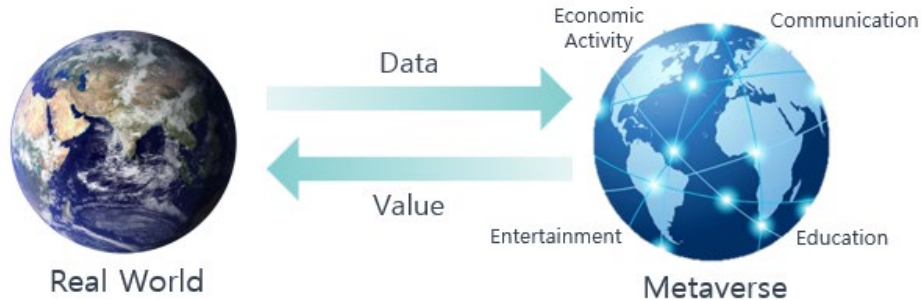 Economic
Activity
Communication
Data
Value
Entertainment
Education
Real World
Metaverse